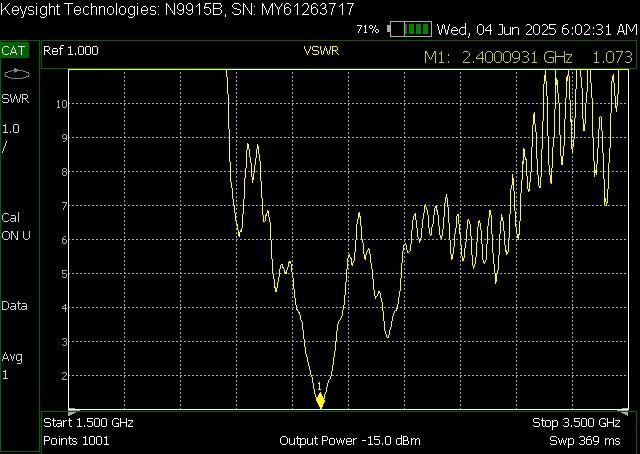 Keysight Technologies: N9915B, SN: MY61263717
71% Wed, 04 Jun 2025 6:02:31 AM
CAT Ref 1.000 VSWR
M1: 2.4000931 GHz 1.073
SWR
1.0
/
Cal
ON U
Data
Avg
1
10
9
8
7
6
5
4
3
2
1
Start 1.500 GHz Stop 3.500 GHz
Points 1001 Output Power -15.0 dBm Swp 369 ms